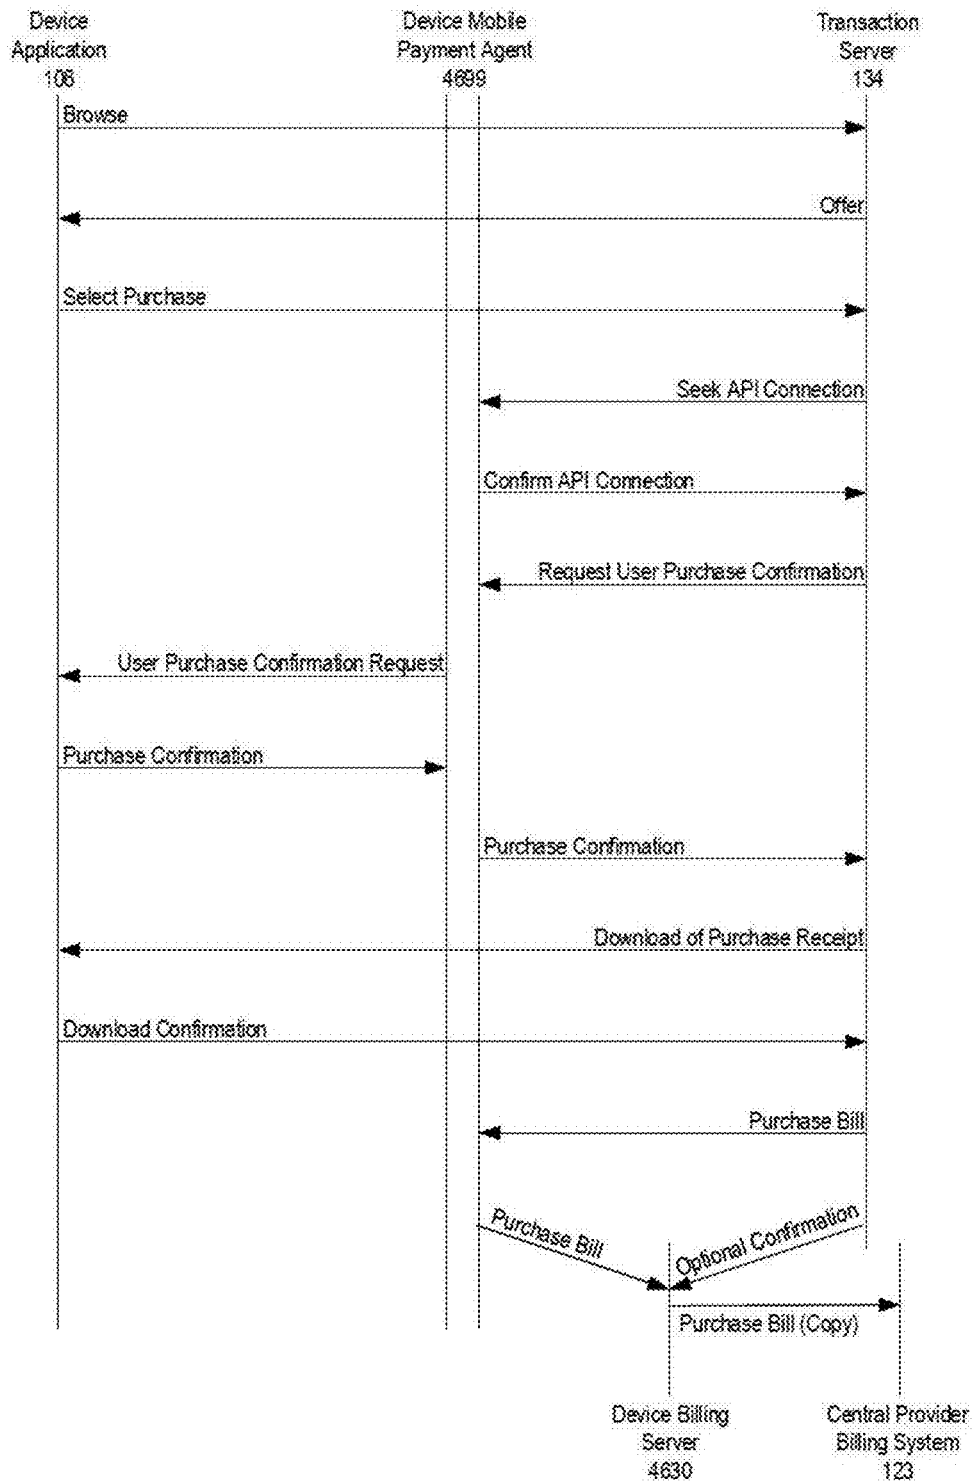 Device
Application
106
Device Mobile
Payment Agent
4699
Transaction
Server
134
Browse
Offer
Select Purchase
Seek API Connection
Confirm API Connection
Request User Purchase Confirmation
User Purchase Confirmation Request
Purchase Confirmation
Purchase Confirmation
Download of Purchase Receipt
Download Confirmation
Purchase Bill
Purchase Bill
Optional Confirmation
Purchase Bill (Copy)
Device Billing
Server
4630
Central Provider
Billing System
123